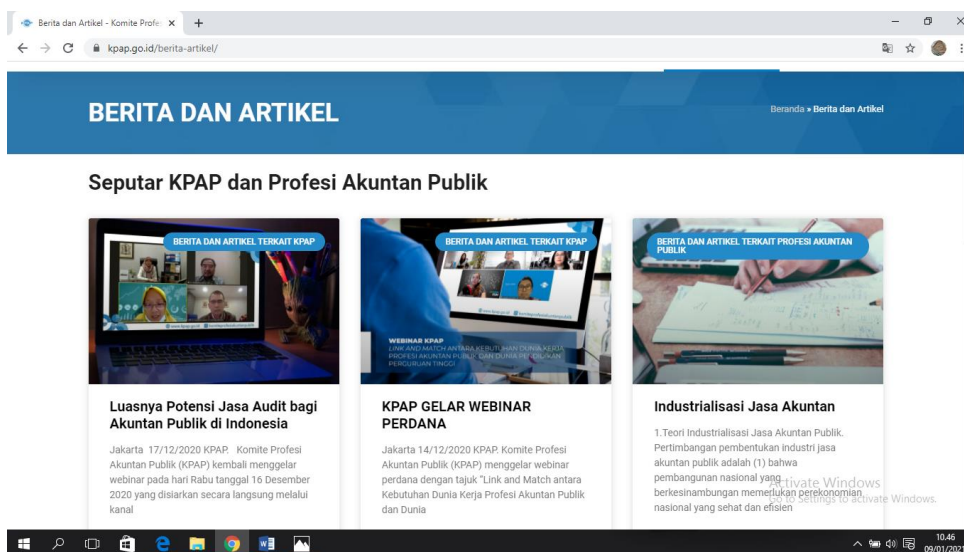 Berita dan Artikel - Komite Profe
kpap.go.id/berita-artikel/
BERITA DAN ARTIKEL
Beranda » Berita dan Artikel
Seputar KPAP dan Profesi Akuntan Publik
BERITA DAN ARTIKEL TERKAIT KPAP
Luasnya Potensi Jasa Audit bagi
Akuntan Publik di Indonesia
Jakarta 17/12/2020 KPAP. Komite Profesi
Akuntan Publik (KPAP) kembali menggelar
webinar pada hari Rabu tanggal 16 Desember
2020 yang disiarkan secara langsung melalui
kanal
BERITA DAN ARTIKEL TERKAIT KPAP
WEBINAR KPAP
LINK AND MATCH ANTARA KEBUTUHAN DUNIA KERJA
PROFESI AKUNTAN PUBLIK DAN DUNIA PENDIDIKAN
PERGURUAN TINGGI
KPAP GELAR WEBINAR
PERDANA
Jakarta 14/12/2020 KPAP. Komite Profesi
Akuntan Publik (KPAP) menggelar webinar
perdana dengan tajuk "Link and Match antara
Kebutuhan Dunia Kerja Profesi Akuntan Publik
dan Dunia
BERITA DAN ARTIKEL TERKAIT PROFESI AKUNTAN
PUBLIK
Industrialisasi Jasa Akuntan
1.Teori Industrialisasi Jasa Akuntan Publik.
Pertimbangan pembentukan industri jasa
akuntan publik adalah (1) bahwa
pembangunan nasional yang
berkesinambungan memerlukan perekonomian
nasional yang sehat dan efisien
Activate Windows
Go to Settings to activate Windows.
10.46
09/01/2021